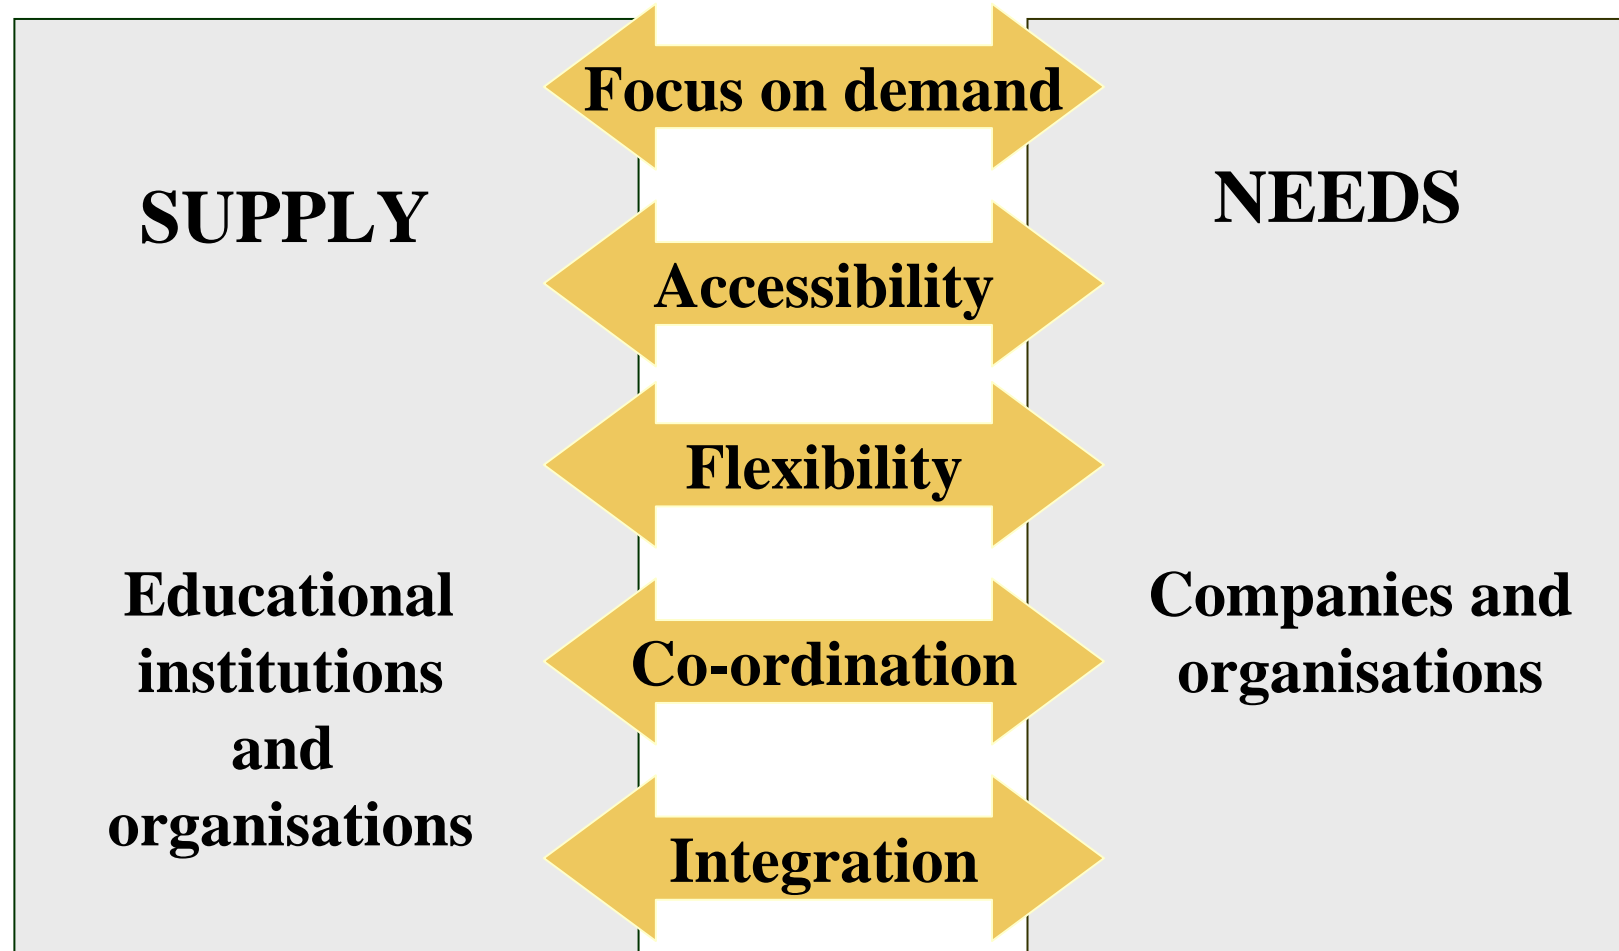 SUPPLY
Educational
institutions
and
organisations
Focus on demand
Accessibility
Flexibility
Co-ordination
Integration
NEEDS
Companies and
organisations